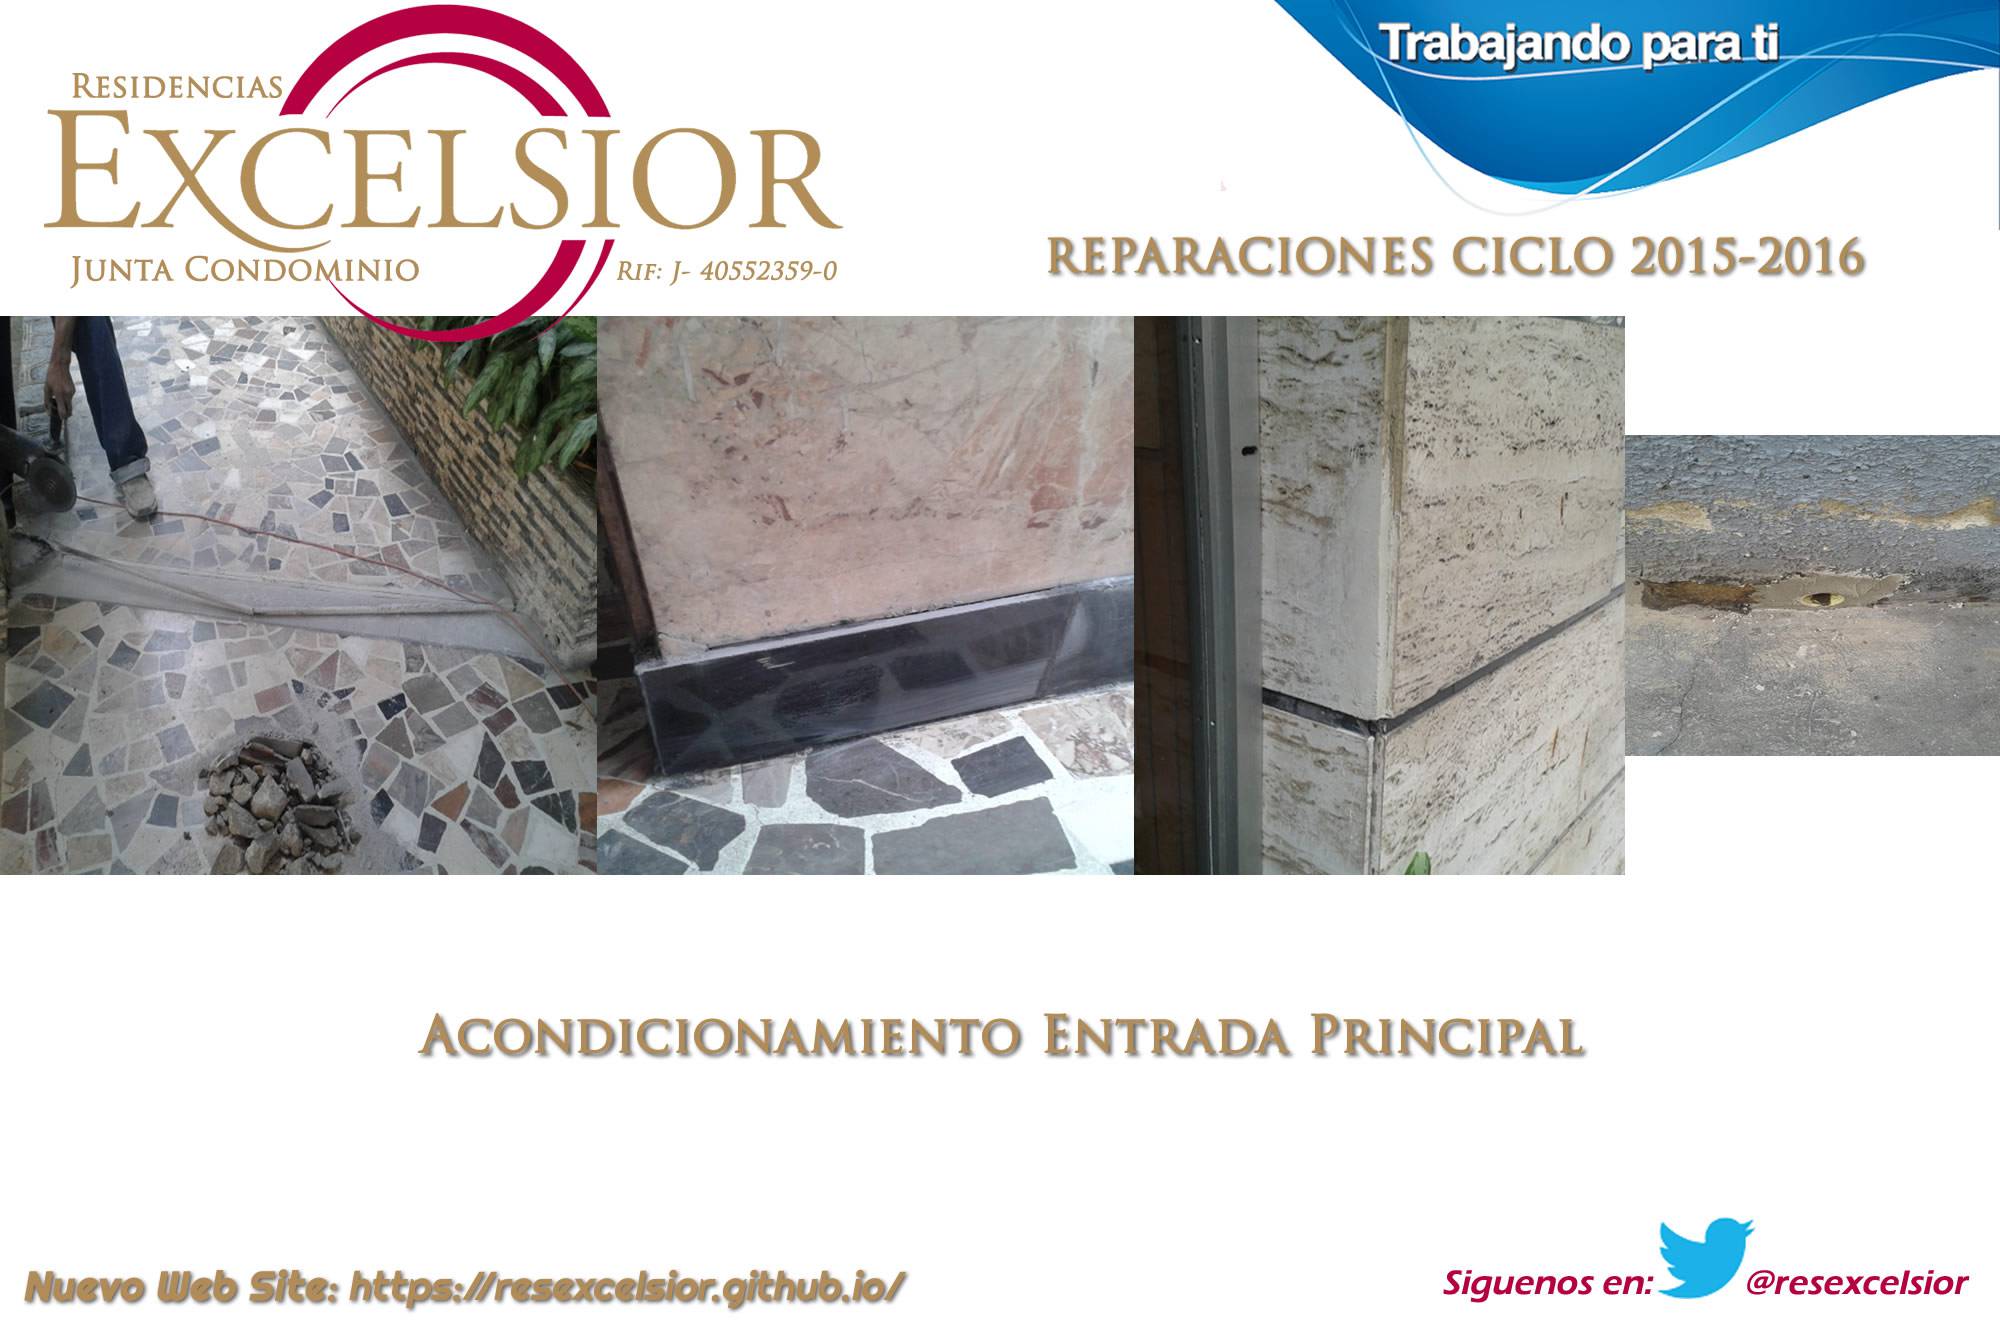 Trabajando para ti
RESIDENCIAS
EXCELSIOR
JUNTA CONDOMINIO
RIF: J- 40552359-0
REPARACIONES CICLO 2015-2016
ACONDICIONAMIENTO ENTRADA PRINCIPAL
Nuevo Web Site: https://resexcelsior.github.io/
Siguenos en: @resexcelsior